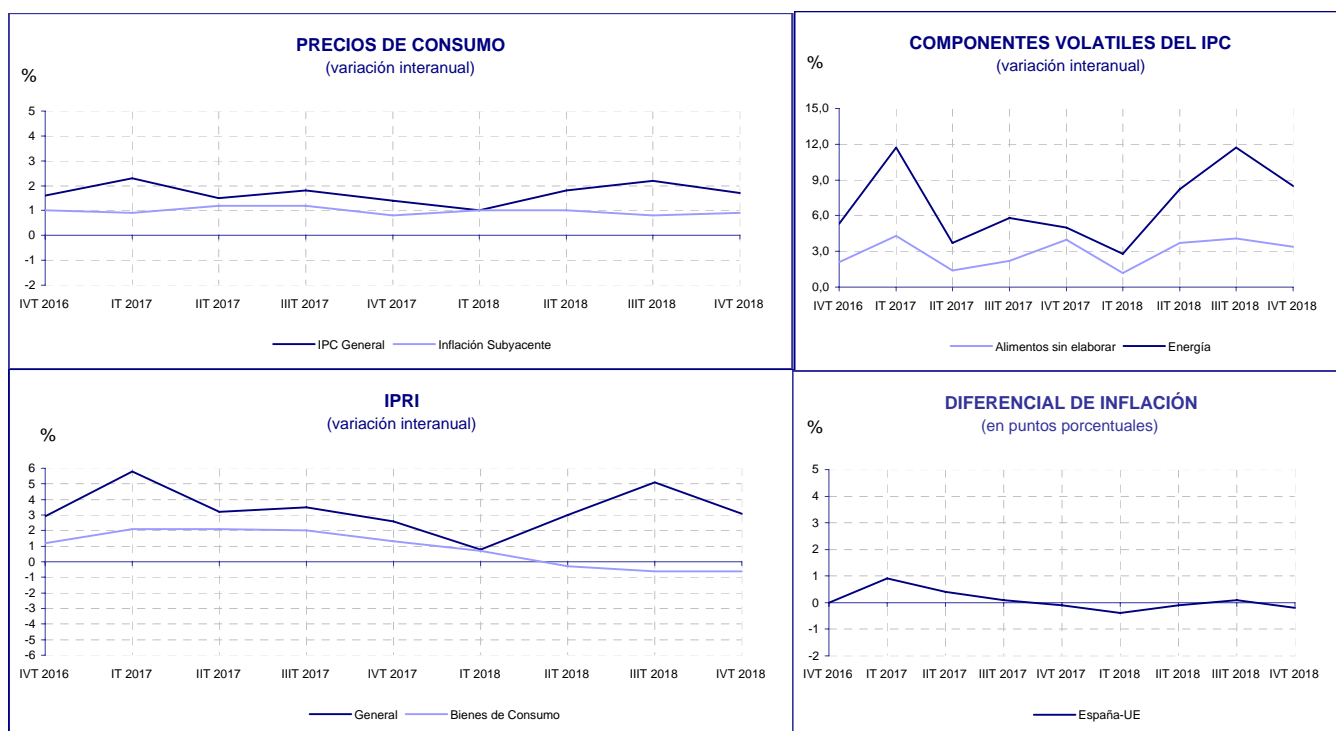 PRECIOS DE CONSUMO
(variación interanual)
%
5
4
3
2
1
0
-1
-2
IVT 2016 IT 2017 IIT 2017 IIIT 2017 IVT 2017 IT 2018 IIT 2018 IIIT 2018 IVT 2018
IPC General Inflación Subyacente
COMPONENTES VOLATILES DEL IPC
(variación interanual)
%
15,0
12,0
9,0
6,0
3,0
0,0
IVT 2016 IT 2017 IIT 2017 IIIT 2017 IVT 2017 IT 2018 IIT 2018 IIIT 2018 IVT 2018
Alimentos sin elaborar Energía
IPRI
(variación interanual)
%
6
5
4
3
2
1
0
-1
-2
-3
-4
-5
-6
IVT 2016 IT 2017 IIT 2017 IIIT 2017 IVT 2017 IT 2018 IIT 2018 IIIT 2018 IVT 2018
General Bienes de Consumo
DIFERENCIAL DE INFLACIÓN
(en puntos porcentuales)
%
5
4
3
2
1
0
-1
-2
IVT 2016 IT 2017 IIT 2017 IIIT 2017 IVT 2017 IT 2018 IIT 2018 IIIT 2018 IVT 2018
España-UE